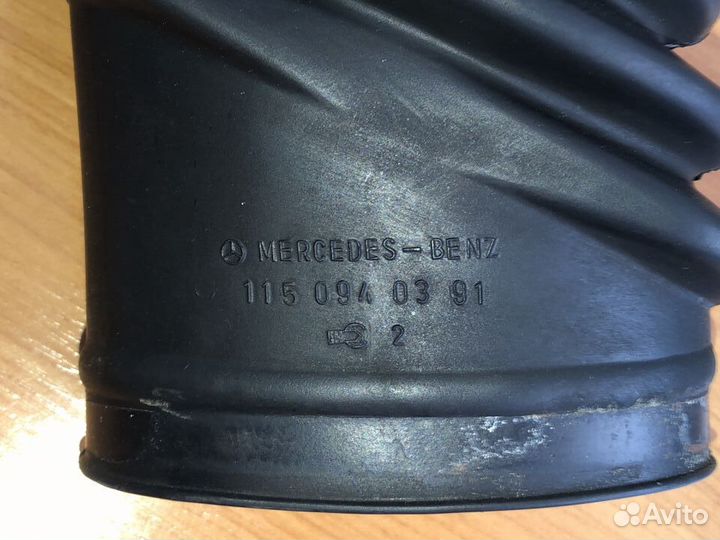 MERCEDES-BENZ
115 094 03 91
2
Avito